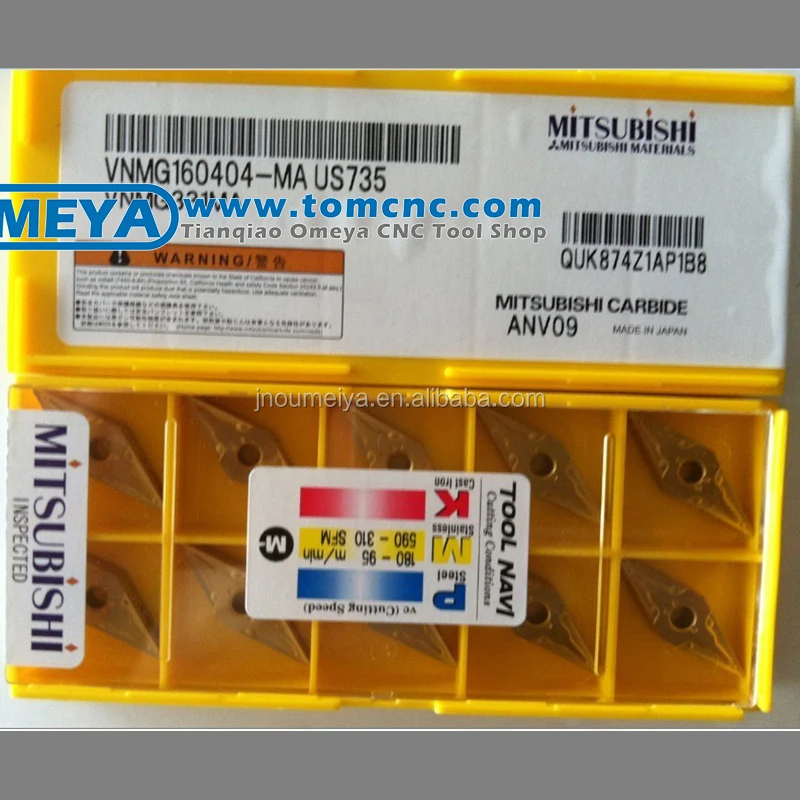 MITSUBISHI
MITSUBISHI MATERIALS
VNMG160404-MA US735
VNMG331MA
MEYA
www.tomcnc.com
Tianqiao Omeya CNC Tool Shop
WARNING/警告
QUK874Z1AP1B8
MITSUBISHI CARBIDE
ANV09
MADE IN JAPAN
jnoumeiya.en.alibaba.com
MITSUBISHI
INSPECTED
TOOL NAVI
Cutting Conditions
P Steel
M Stainless
K Cast Iron
180 - 95 m/min
590 - 310 SFM
M-
vc (Cutting Speed)